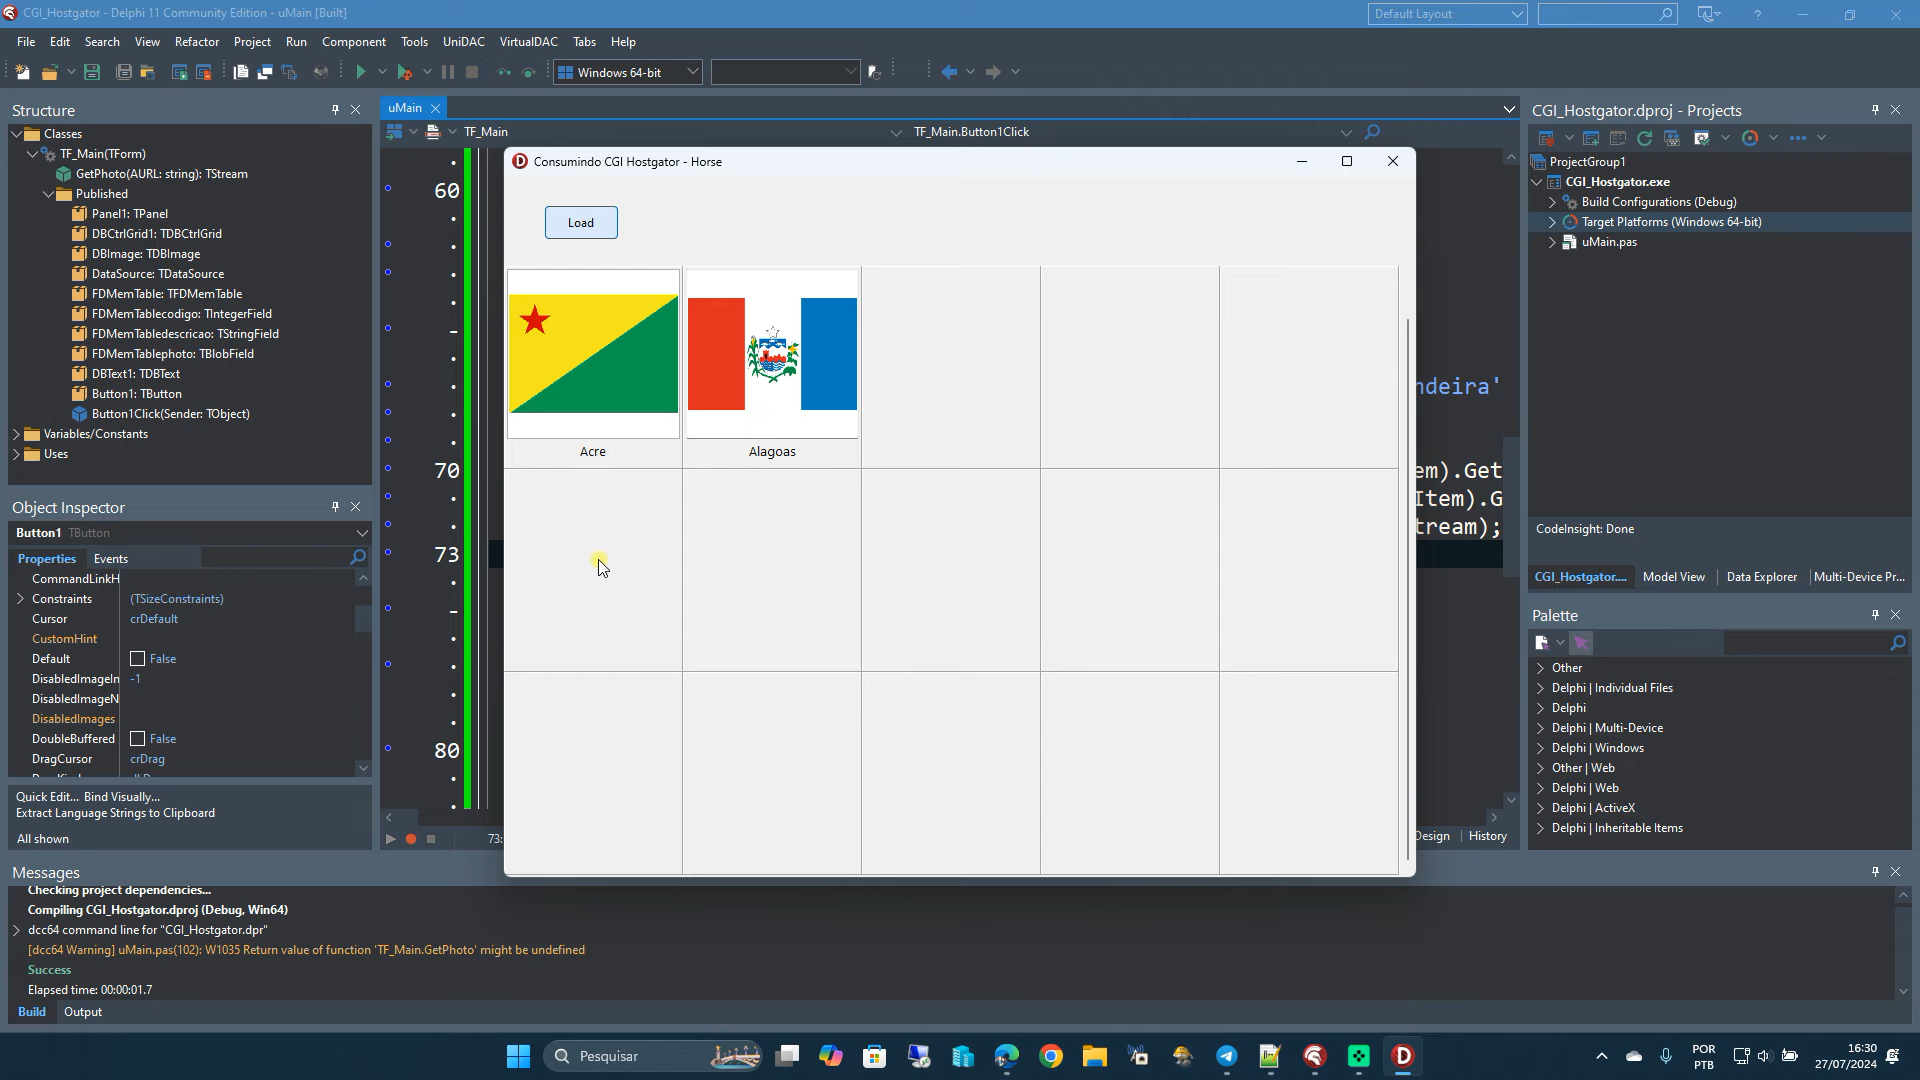 CGI_Hostgator - Delphi 11 Community Edition - uMain [Built]
Default Layout
File Edit Search View Refactor Project Run Component Tools UniDAC VirtualDAC Tabs Help
Windows 64-bit
Structure
Classes
TF_Main(TForm)
GetPhoto(AURL: string): TStream
Published
Panel1: TPanel
DBCtrlGrid1: TDBCtrlGrid
DBImage: TDBImage
DataSource: TDataSource
FDMemTable: TFDMemTable
FDMemTablecodigo: TIntegerField
FDMemTabledescricao: TStringField
FDMemTablephoto: TBlobField
DBText1: TDBText
Button1: TButton
Button1Click(Sender: TObject)
Variables/Constants
Uses
Object Inspector
Button1 TButton
Properties Events
CommandLinkH
Constraints (TSizeConstraints)
Cursor crDefault
CustomHint
Default False
DisabledImageIn -1
DisabledImageN
DisabledImages
DoubleBuffered False
DragCursor crDrag
Quick Edit... Bind Visually...
Extract Language Strings to Clipboard
All shown
uMain
TF_Main
TF_Main.Button1Click
60
70
73
80
ndeira'
em).Get
Item).G
tream);
73:
Design History
Consumindo CGI Hostgator - Horse
Load
Acre
Alagoas
CGI_Hostgator.dproj - Projects
ProjectGroup1
CGI_Hostgator.exe
Build Configurations (Debug)
Target Platforms (Windows 64-bit)
uMain.pas
CodeInsight: Done
CGI_Hostgator.... Model View Data Explorer Multi-Device Pr...
Palette
Other
Delphi | Individual Files
Delphi
Delphi | Multi-Device
Delphi | Windows
Other | Web
Delphi | Web
Delphi | ActiveX
Delphi | Inheritable Items
Messages
Checking project dependencies...
Compiling CGI_Hostgator.dproj (Debug, Win64)
dcc64 command line for "CGI_Hostgator.dpr"
[dcc64 Warning] uMain.pas(102): W1035 Return value of function 'TF_Main.GetPhoto' might be undefined
Success
Elapsed time: 00:00:01.7
Build Output
Pesquisar
POR
PTB
16:30
27/07/2024